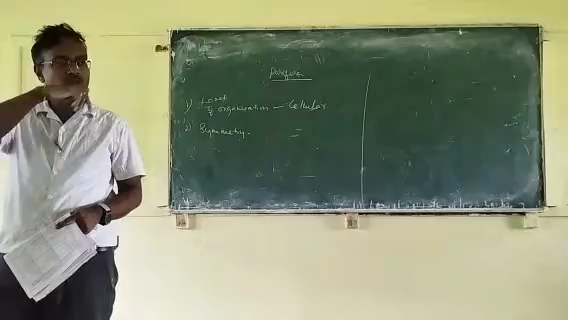 Porifera
1) Level
of organisation — Cellular
2) Symmetry.